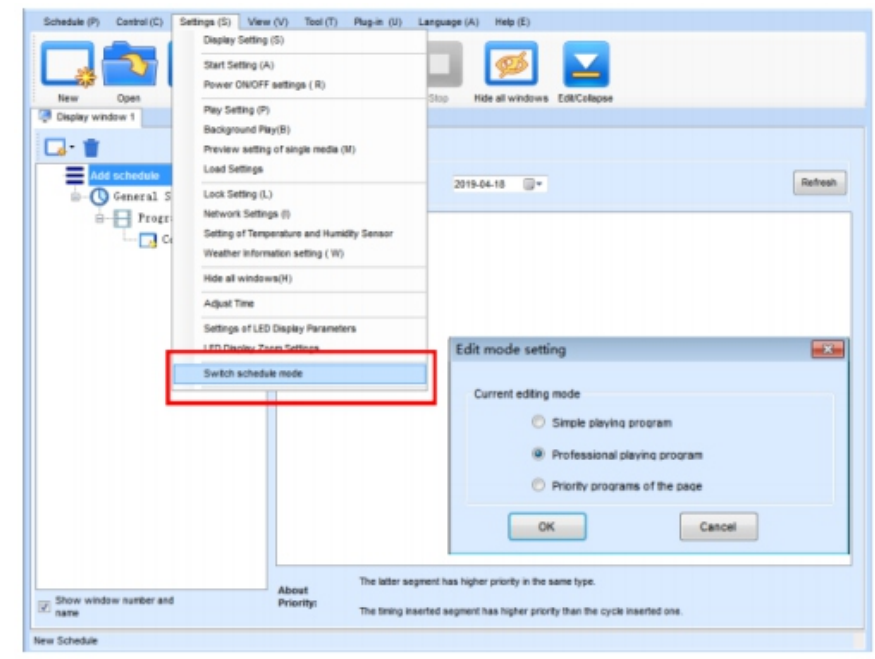 Schedule (P) Control (C) Settings (S) View (V) Tool (T) Plug-in (U) Language (A) Help (E)
Display Setting (S)
Start Setting (A)
Power ON/OFF settings ( R)
Play Setting (P)
Background Play(B)
Preview setting of single media (M)
Load Settings
Lock Setting (L)
Network Settings (I)
Setting of Temperature and Humidity Sensor
Weather Information setting ( W)
Hide all windows(H)
Adjust Time
Settings of LED Display Parameters
LED Display Zoom Settings
Switch schedule mode
New Open Stop Hide all windows Edit/Collapse
Display window 1
Add schedule
General S
Progr
Co
2019-04-18
Refresh
Edit mode setting
Current editing mode
Simple playing program
Professional playing program
Priority programs of the page
OK Cancel
Show window number and
name
About
Priority:
The latter segment has higher priority in the same type.
The timing inserted segment has higher priority than the cycle inserted one.
New Schedule